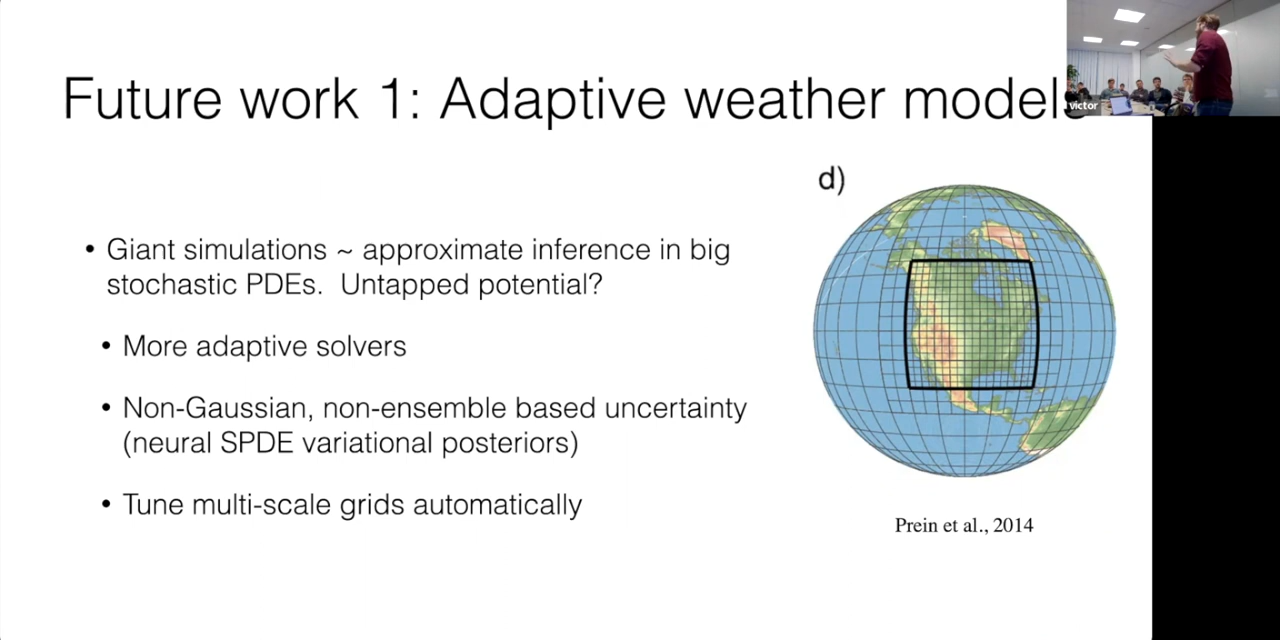 Future work 1: Adaptive weather models
victor
d)
• Giant simulations ~ approximate inference in big
stochastic PDEs. Untapped potential?
• More adaptive solvers
• Non-Gaussian, non-ensemble based uncertainty
(neural SPDE variational posteriors)
• Tune multi-scale grids automatically
Prein et al., 2014